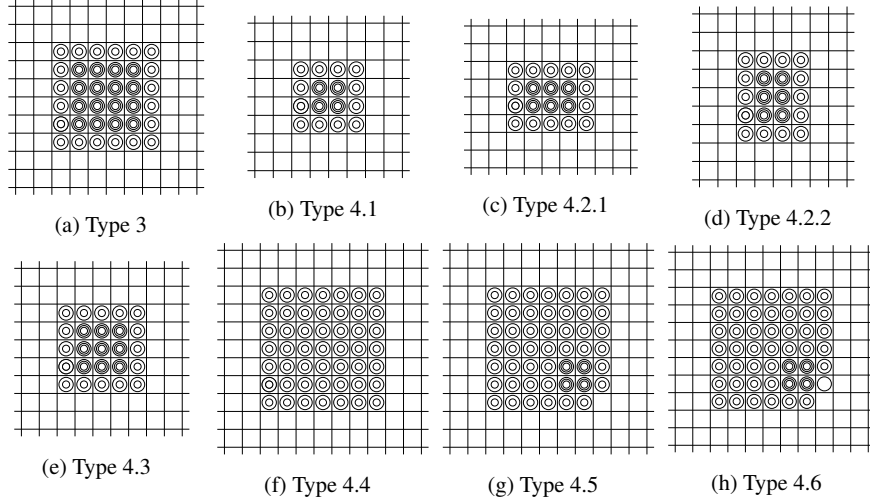 (a) Type 3
(b) Type 4.1
(c) Type 4.2.1
(d) Type 4.2.2
(e) Type 4.3
(f) Type 4.4
(g) Type 4.5
(h) Type 4.6